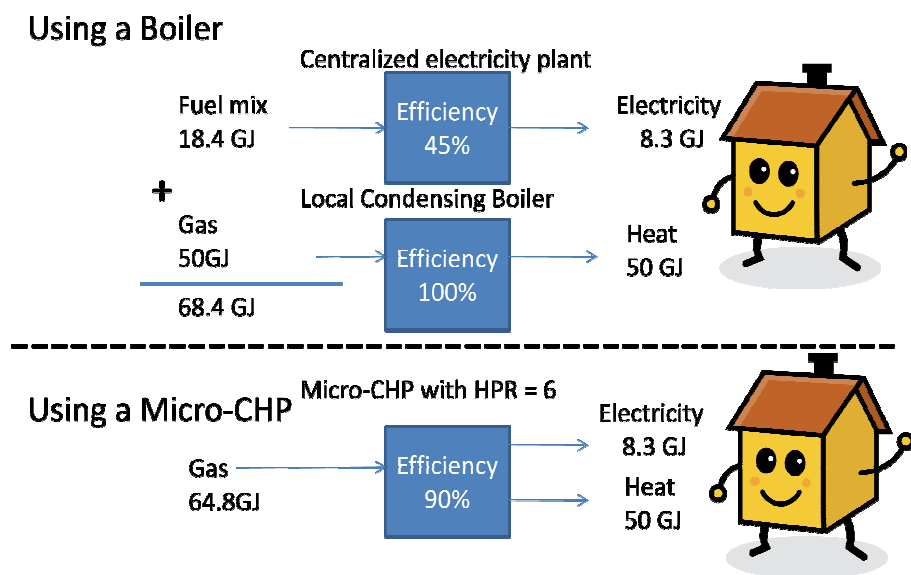 Using a Boiler
Centralized electricity plant
Fuel mix
18.4 GJ
Efficiency
45%
Electricity
8.3 GJ
+
Local Condensing Boiler
Gas
50GJ
Efficiency
100%
Heat
50 GJ
68.4 GJ
Using a Micro-CHP
Micro-CHP with HPR = 6
Gas
64.8GJ
Efficiency
90%
Electricity
8.3 GJ
Heat
50 GJ